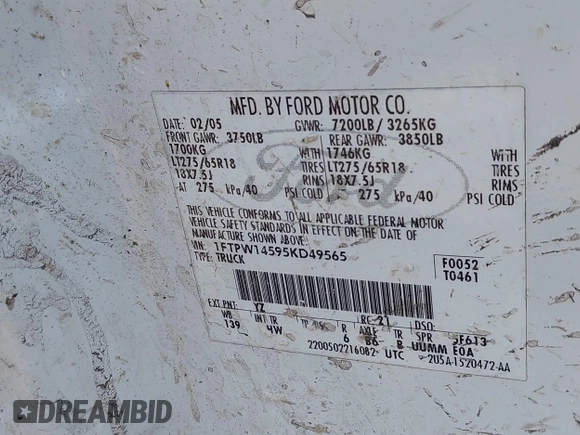 MFD. BY FORD MOTOR CO.
DATE: 02/05 GVWR: 7200LB / 3265KG
FRONT GAWR: 3750LB REAR GAWR: 3850LB
1700KG 1746KG WITH
LT275/65R18 TIRES LT275/65R18 TIRES
18X7.5J RIMS 18X7.5J RIMS
AT 275 kPa/40 PSI COLD 275 kPa/40 PSI COLD
THIS VEHICLE CONFORMS TO ALL APPLICABLE FEDERAL MOTOR
VEHICLE SAFETY STANDARDS IN EFFECT ON THE DATE OF
MANUFACTURE SHOWN ABOVE.
VIN: 1FTPW14595KD49565 F0052
TYPE: TRUCK T0461
EXT PNT: YZ RC: 21 DSO:
WB INT TR R AXLE TR SPR 5F613
139 4W 6 B6 B UUMM EOA
2200502216082 UTC 2U5A-1520472-AA
Ford
DREAMBID